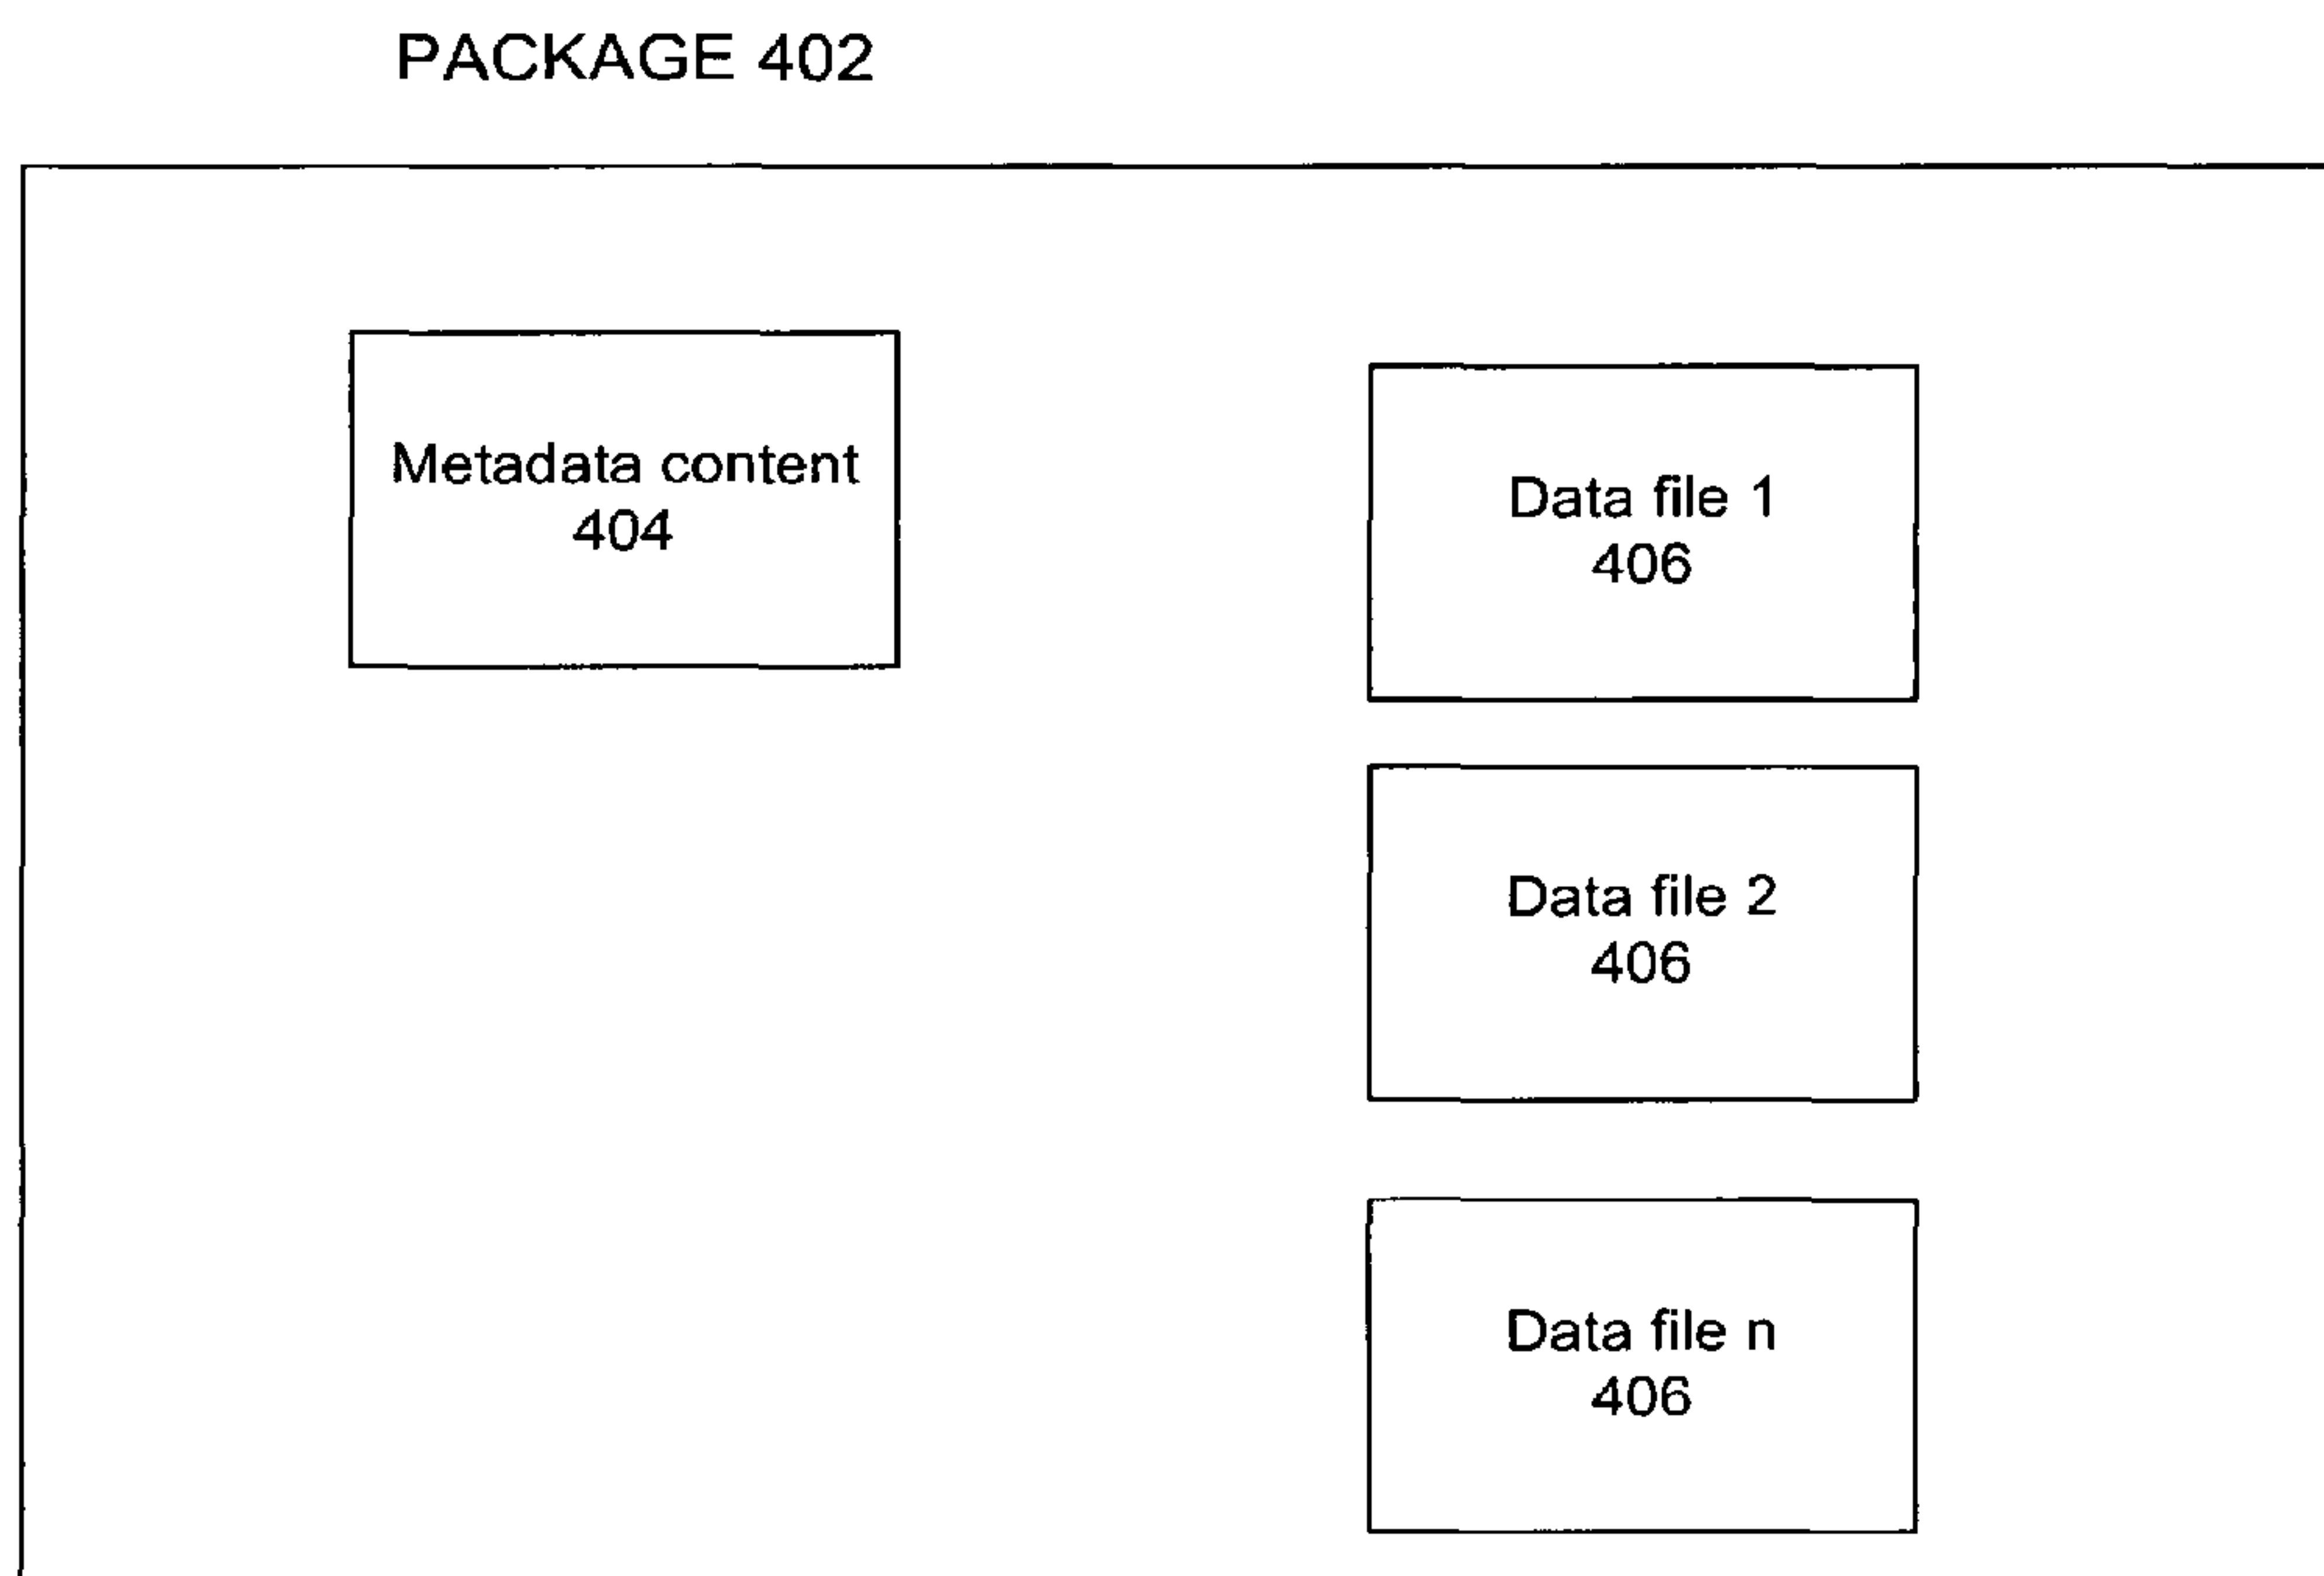 PACKAGE 402
Metadata content
404
Data file 1
406
Data file 2
406
Data file n
406